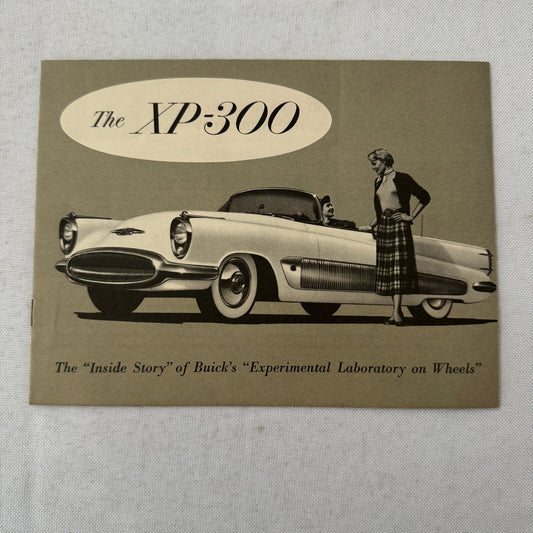 The XP-300
The "Inside Story" of Buick's "Experimental Laboratory on Wheels"